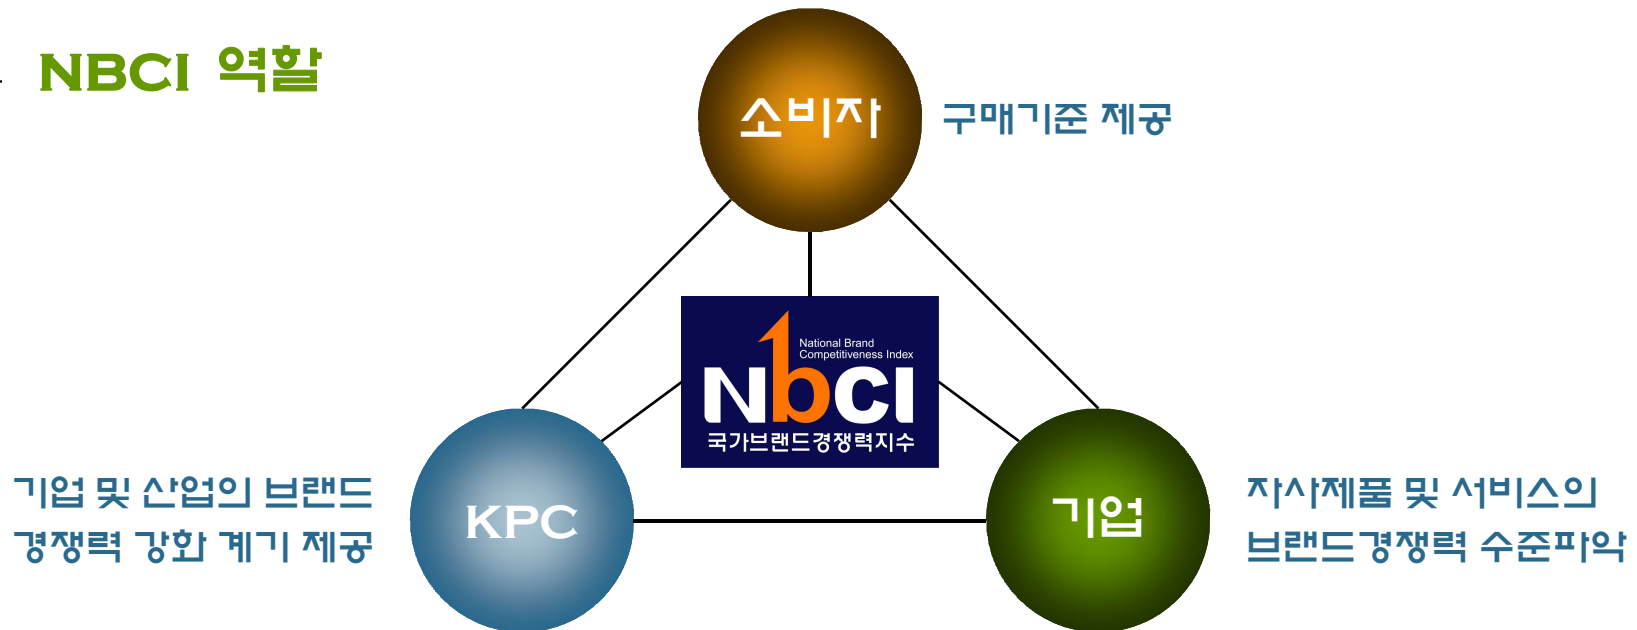 NBCI 역할
소비자
구매기준 제공
National Brand
Competitiveness Index
NbCI
국가브랜드경쟁력지수
기업 및 산업의 브랜드
경쟁력 강화 계기 제공
KPC
기업
자사제품 및 서비스의
브랜드경쟁력 수준파악